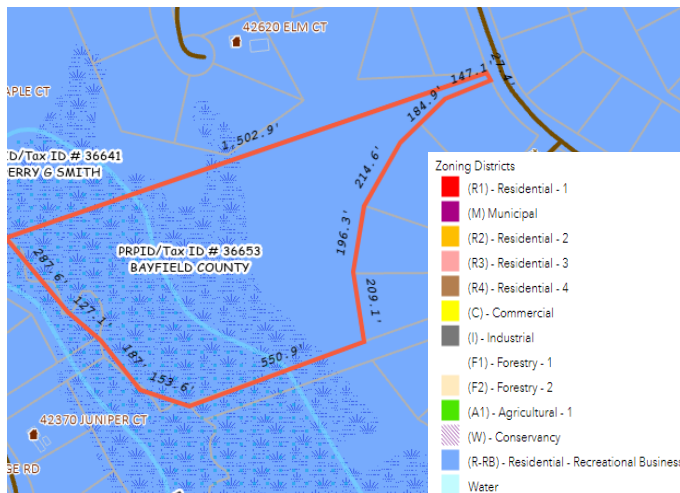 42620 ELM CT
27.4'
147.1'
184.9'
APLE CT
1,502.9'
ID/Tax ID # 36641
ERRY G SMITH
214.6'
PRPID/Tax ID # 36653
BAYFIELD COUNTY
196.3'
287.6'
209.1'
127.1'
187'
550.9'
153.6'
42370 JUNIPER CT
GE RD
Zoning Districts
(R1) - Residential - 1
(M) Municipal
(R2) - Residential - 2
(R3) - Residential - 3
(R4) - Residential - 4
(C) - Commercial
(I) - Industrial
(F1) - Forestry - 1
(F2) - Forestry - 2
(A1) - Agricultural - 1
(W) - Conservancy
(R-RB) - Residential - Recreational Business
Water